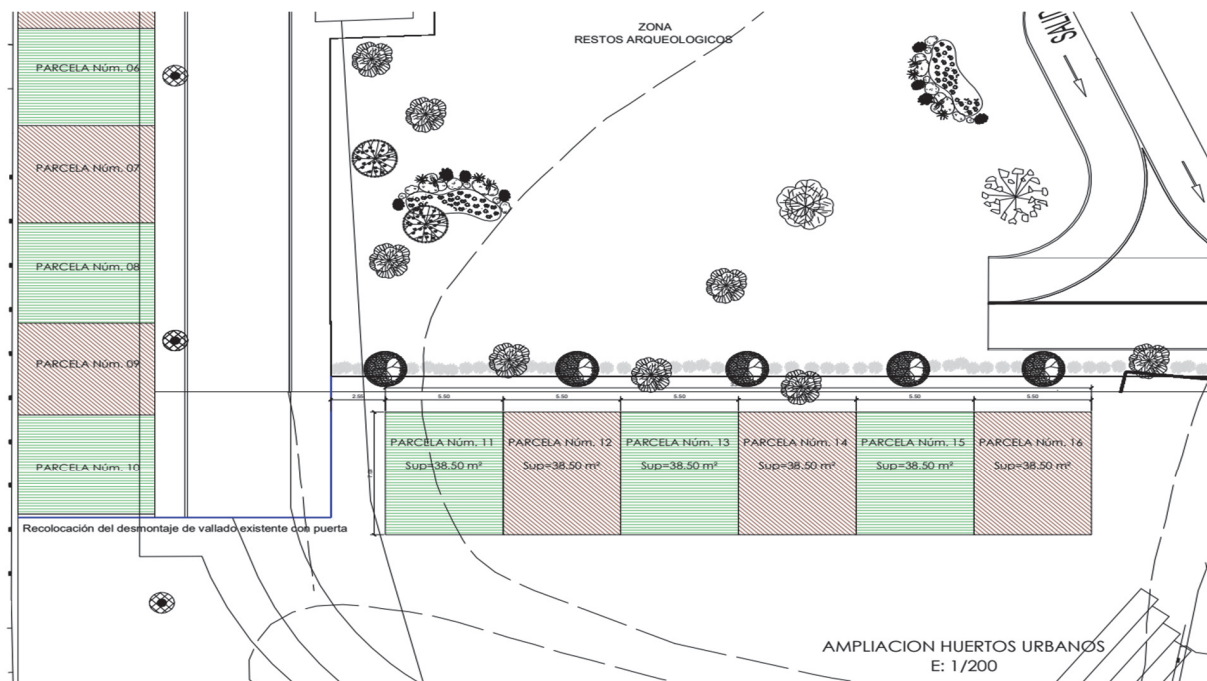 ZONA
RESTOS ARQUEOLOGICOS
SALID
PARCELA Núm. 06
PARCELA Núm. 07
PARCELA Núm. 08
PARCELA Núm. 09
PARCELA Núm. 10
5.50 5.50 5.50 5.50 5.50 5.50
PARCELA Núm. 11 PARCELA Núm. 12 PARCELA Núm. 13 PARCELA Núm. 14 PARCELA Núm. 15 PARCELA Núm. 16
Sup=38.50 m² Sup=38.50 m² Sup=38.50 m² Sup=38.50 m² Sup=38.50 m² Sup=38.50 m²
Recolocación del desmontaje de vallado existente con puerta
AMPLIACION HUERTOS URBANOS
E: 1/200